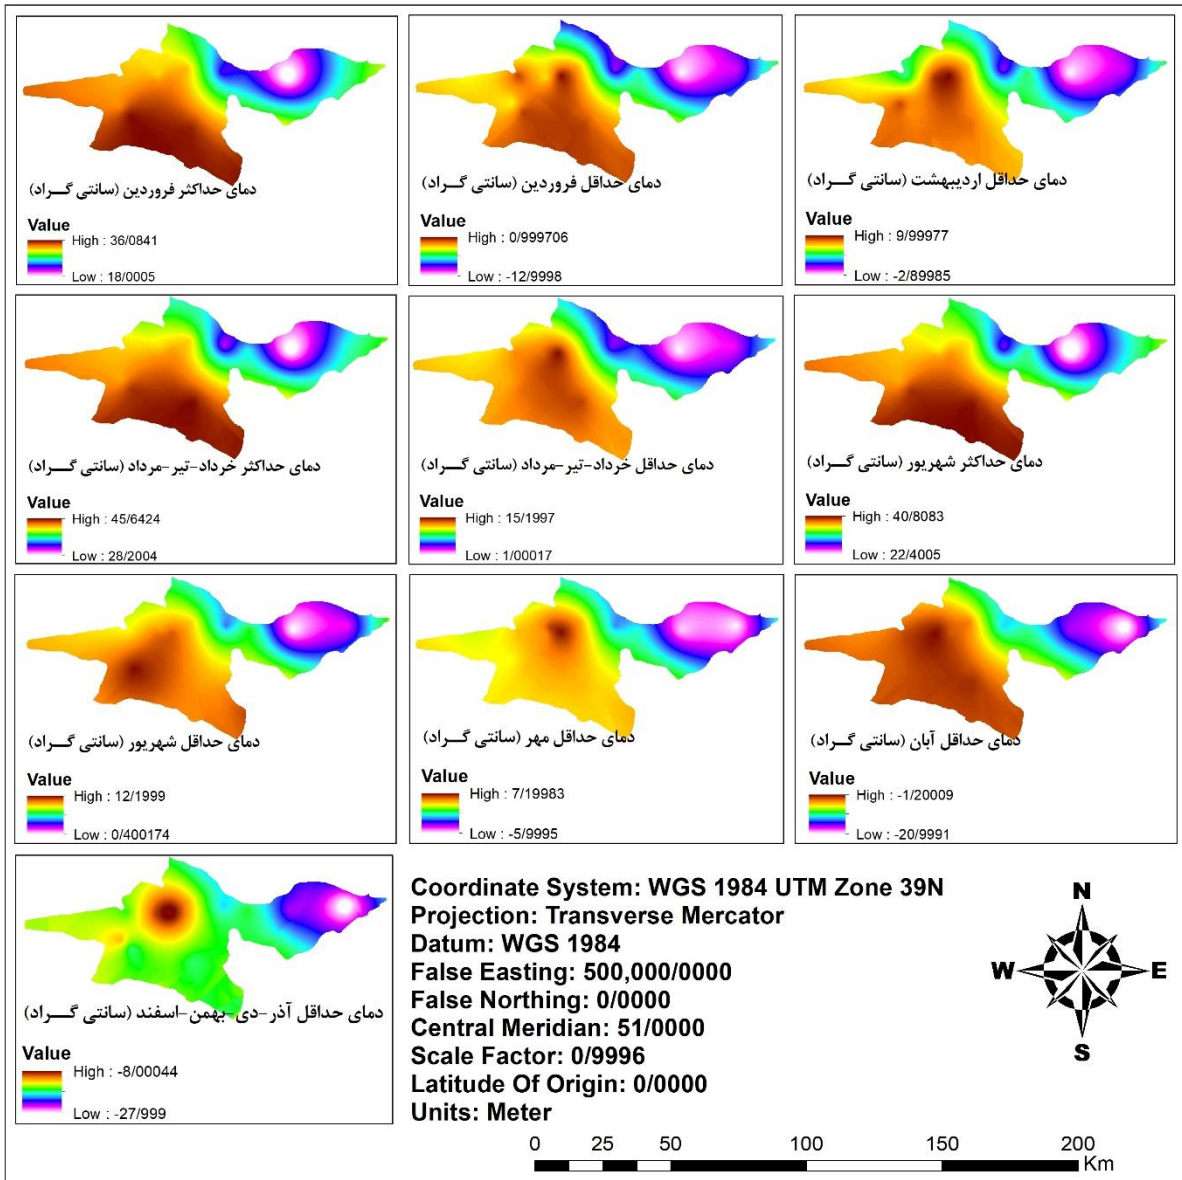 دمای حداکثر فروردین (سانتی گـــراد)
Value
High : 36/0841
Low : 18/0005
دمای حداقل فروردین (سانتی گـــراد)
Value
High : 0/999706
Low : -12/9998
دمای حداقل اردیبهشت (سانتی گـــراد)
Value
High : 9/99977
Low : -2/89985
دمای حداکثر خرداد-تیر-مرداد (سانتی گـــراد)
Value
High : 45/6424
Low : 28/2004
دمای حداقل خرداد-تیر-مرداد (سانتی گـــراد)
Value
High : 15/1997
Low : 1/00017
دمای حداکثر شهریور (سانتی گـــراد)
Value
High : 40/8083
Low : 22/4005
دمای حداقل شهریور (سانتی گـــراد)
Value
High : 12/1999
Low : 0/400174
دمای حداقل مهر (سانتی گـــراد)
Value
High : 7/19983
Low : -5/9995
دمای حداقل آبان (سانتی گـــراد)
Value
High : -1/20009
Low : -20/9991
دمای حداقل آذر-دی-بهمن-اسفند (سانتی گـــراد)
Value
High : -8/00044
Low : -27/999
Coordinate System: WGS 1984 UTM Zone 39N
Projection: Transverse Mercator
Datum: WGS 1984
False Easting: 500,000/0000
False Northing: 0/0000
Central Meridian: 51/0000
Scale Factor: 0/9996
Latitude Of Origin: 0/0000
Units: Meter
N
W E
S
0 25 50 100 150 200
Km